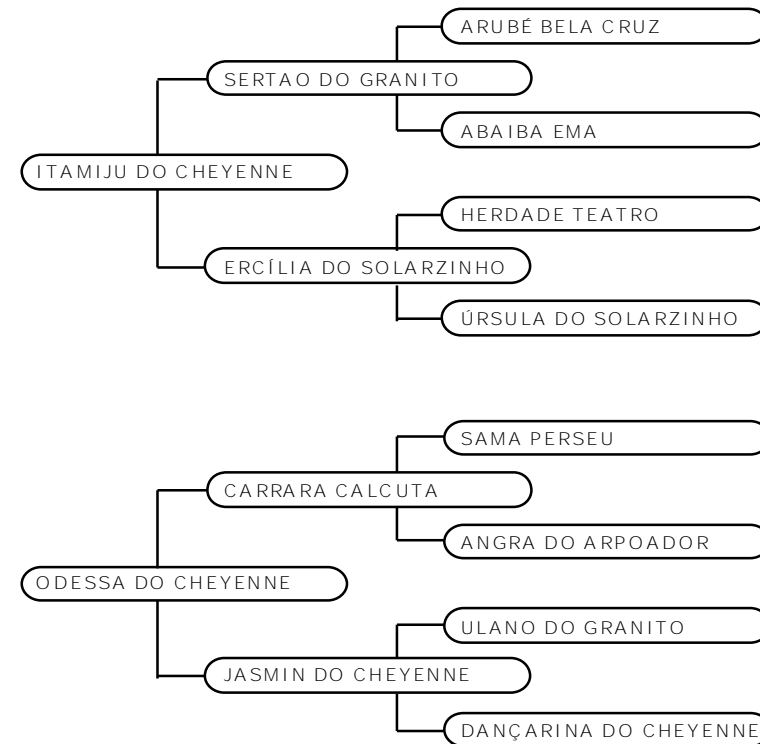 ARUBÉ BELA CRUZ
SERTAO DO GRANITO
ABAIBA EMA
ITAMIJU DO CHEYENNE
HERDADE TEATRO
ERCÍLIA DO SOLARZINHO
ÚRSULA DO SOLARZINHO
SAMA PERSEU
CARRARA CALCUTA
ANGRA DO ARPOADOR
ODESSA DO CHEYENNE
ULANO DO GRANITO
JASMIN DO CHEYENNE
DANÇARINA DO CHEYENNE